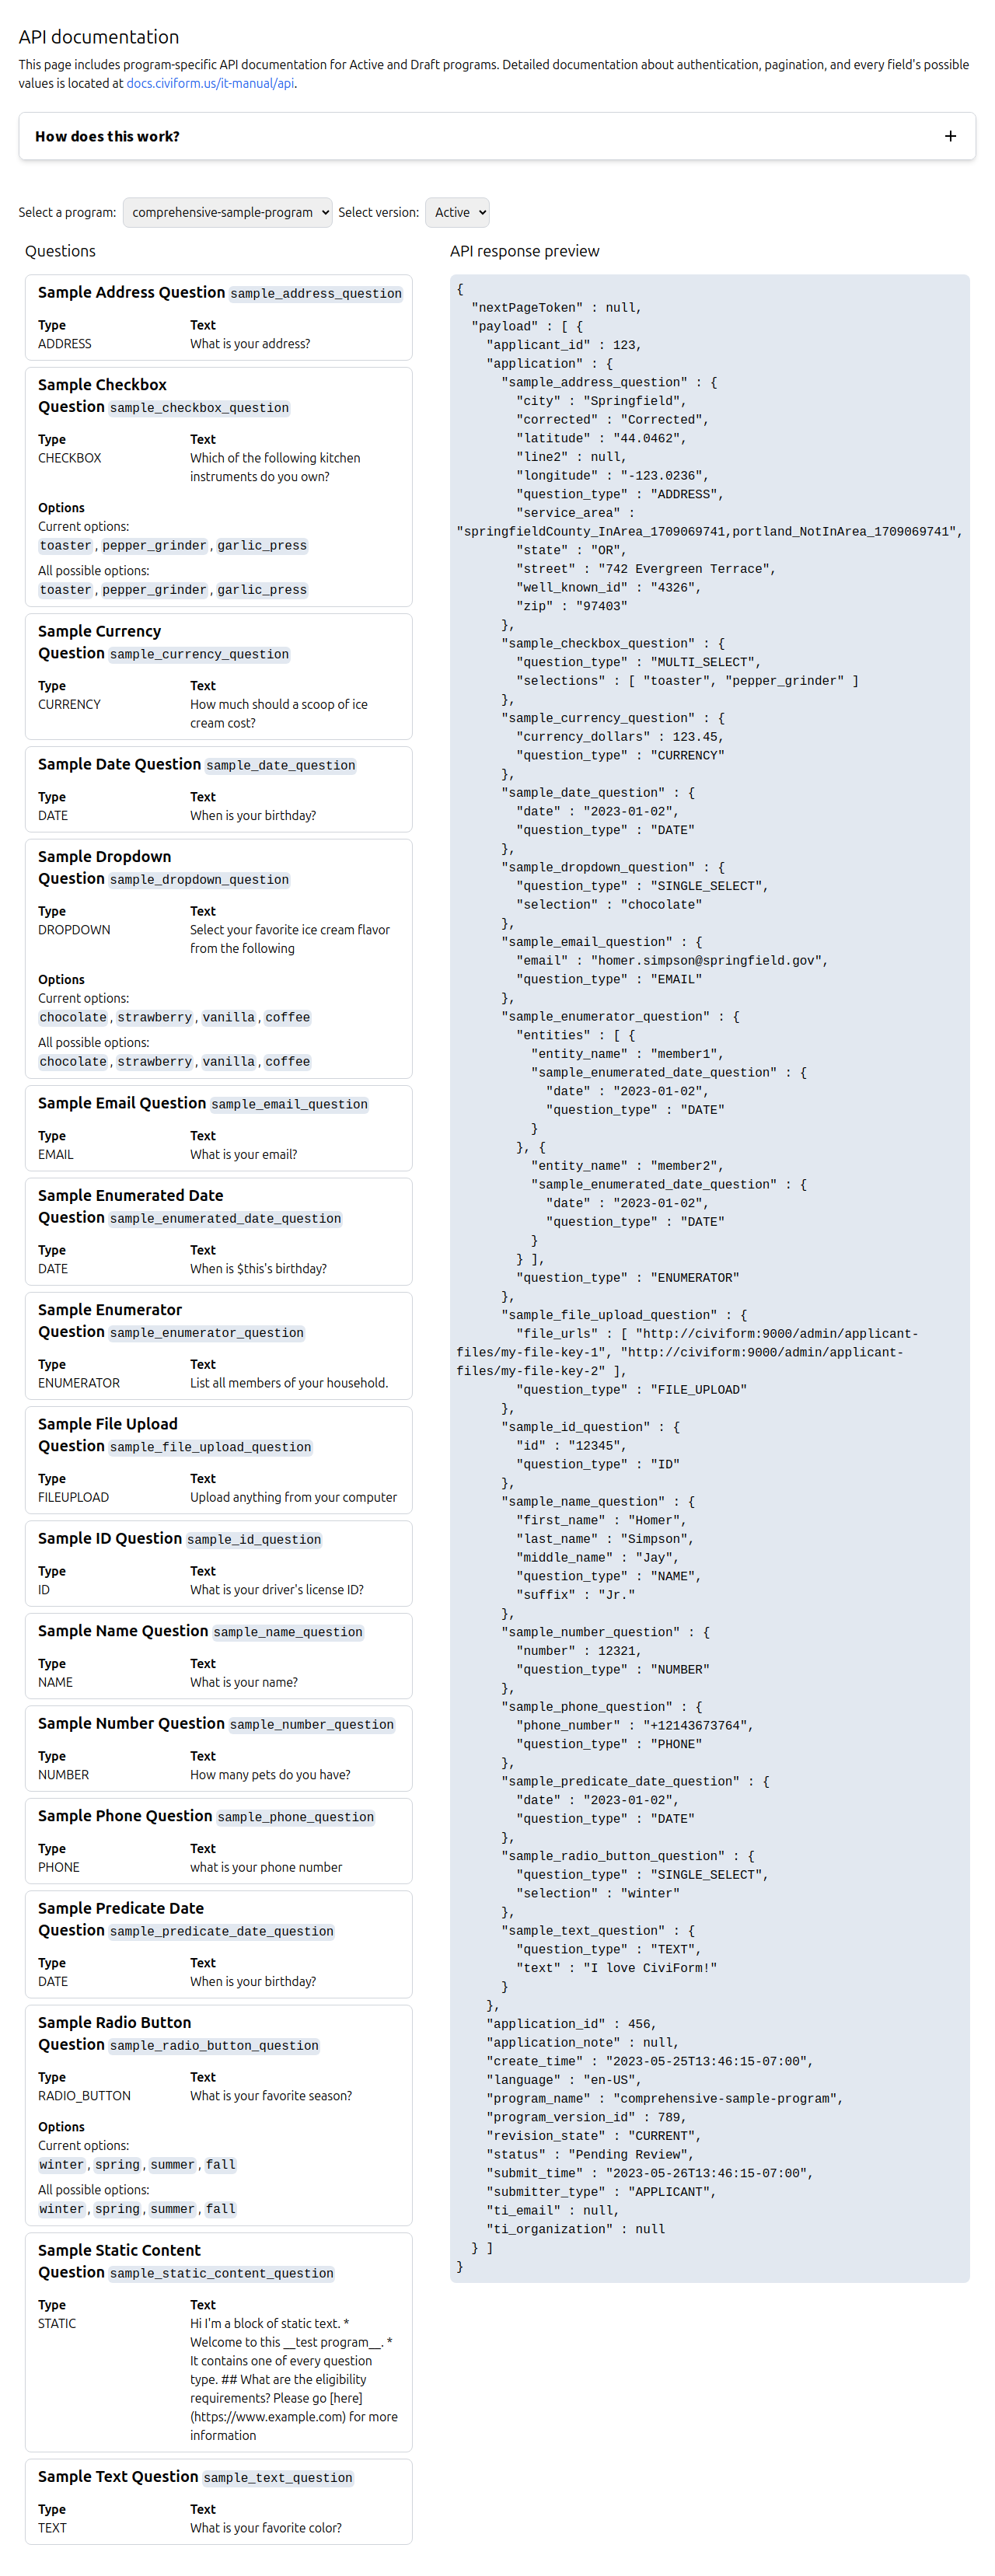 API documentation
This page includes program-specific API documentation for Active and Draft programs. Detailed documentation about authentication, pagination, and every field's possible
values is located at docs.civiform.us/it-manual/api.
How does this work?
Select a program: comprehensive-sample-program Select version: Active
Questions
Sample Address Question sample_address_question
Type Text
ADDRESS What is your address?
Sample Checkbox
Question sample_checkbox_question
Type Text
CHECKBOX Which of the following kitchen
instruments do you own?
Options
Current options:
toaster, pepper_grinder, garlic_press
All possible options:
toaster, pepper_grinder, garlic_press
Sample Currency
Question sample_currency_question
Type Text
CURRENCY How much should a scoop of ice
cream cost?
Sample Date Question sample_date_question
Type Text
DATE When is your birthday?
Sample Dropdown
Question sample_dropdown_question
Type Text
DROPDOWN Select your favorite ice cream flavor
from the following
Options
Current options:
chocolate, strawberry, vanilla, coffee
All possible options:
chocolate, strawberry, vanilla, coffee
Sample Email Question sample_email_question
Type Text
EMAIL What is your email?
Sample Enumerated Date
Question sample_enumerated_date_question
Type Text
DATE When is $this's birthday?
Sample Enumerator
Question sample_enumerator_question
Type Text
ENUMERATOR List all members of your household.
Sample File Upload
Question sample_file_upload_question
Type Text
FILEUPLOAD Upload anything from your computer
Sample ID Question sample_id_question
Type Text
ID What is your driver's license ID?
Sample Name Question sample_name_question
Type Text
NAME What is your name?
Sample Number Question sample_number_question
Type Text
NUMBER How many pets do you have?
Sample Phone Question sample_phone_question
Type Text
PHONE what is your phone number
Sample Predicate Date
Question sample_predicate_date_question
Type Text
DATE When is your birthday?
Sample Radio Button
Question sample_radio_button_question
Type Text
RADIO_BUTTON What is your favorite season?
Options
Current options:
winter, spring, summer, fall
All possible options:
winter, spring, summer, fall
Sample Static Content
Question sample_static_content_question
Type Text
STATIC Hi I'm a block of static text. *
Welcome to this __test program__. *
It contains one of every question
type. ## What are the eligibility
requirements? Please go [here]
(https://www.example.com) for more
information
Sample Text Question sample_text_question
Type Text
TEXT What is your favorite color?
API response preview
{
"nextPageToken" : null,
"payload" : [ {
"applicant_id" : 123,
"application" : {
"sample_address_question" : {
"city" : "Springfield",
"corrected" : "Corrected",
"latitude" : "44.0462",
"line2" : null,
"longitude" : "-123.0236",
"question_type" : "ADDRESS",
"service_area" :
"springfieldCounty_InArea_1709069741,portland_NotInArea_1709069741",
"state" : "OR",
"street" : "742 Evergreen Terrace",
"well_known_id" : "4326",
"zip" : "97403"
},
"sample_checkbox_question" : {
"question_type" : "MULTI_SELECT",
"selections" : [ "toaster", "pepper_grinder" ]
},
"sample_currency_question" : {
"currency_dollars" : 123.45,
"question_type" : "CURRENCY"
},
"sample_date_question" : {
"date" : "2023-01-02",
"question_type" : "DATE"
},
"sample_dropdown_question" : {
"question_type" : "SINGLE_SELECT",
"selection" : "chocolate"
},
"sample_email_question" : {
"email" : "homer.simpson@springfield.gov",
"question_type" : "EMAIL"
},
"sample_enumerator_question" : {
"entities" : [ {
"entity_name" : "member1",
"sample_enumerated_date_question" : {
"date" : "2023-01-02",
"question_type" : "DATE"
}
}, {
"entity_name" : "member2",
"sample_enumerated_date_question" : {
"date" : "2023-01-02",
"question_type" : "DATE"
}
} ],
"question_type" : "ENUMERATOR"
},
"sample_file_upload_question" : {
"file_urls" : [ "http://civiform:9000/admin/applicant-
files/my-file-key-1", "http://civiform:9000/admin/applicant-
files/my-file-key-2" ],
"question_type" : "FILE_UPLOAD"
},
"sample_id_question" : {
"id" : "12345",
"question_type" : "ID"
},
"sample_name_question" : {
"first_name" : "Homer",
"last_name" : "Simpson",
"middle_name" : "Jay",
"question_type" : "NAME",
"suffix" : "Jr."
},
"sample_number_question" : {
"number" : 12321,
"question_type" : "NUMBER"
},
"sample_phone_question" : {
"phone_number" : "+12143673764",
"question_type" : "PHONE"
},
"sample_predicate_date_question" : {
"date" : "2023-01-02",
"question_type" : "DATE"
},
"sample_radio_button_question" : {
"question_type" : "SINGLE_SELECT",
"selection" : "winter"
},
"sample_text_question" : {
"question_type" : "TEXT",
"text" : "I love CiviForm!"
}
},
"application_id" : 456,
"application_note" : null,
"create_time" : "2023-05-25T13:46:15-07:00",
"language" : "en-US",
"program_name" : "comprehensive-sample-program",
"program_version_id" : 789,
"revision_state" : "CURRENT",
"status" : "Pending Review",
"submit_time" : "2023-05-26T13:46:15-07:00",
"submitter_type" : "APPLICANT",
"ti_email" : null,
"ti_organization" : null
} ]
}